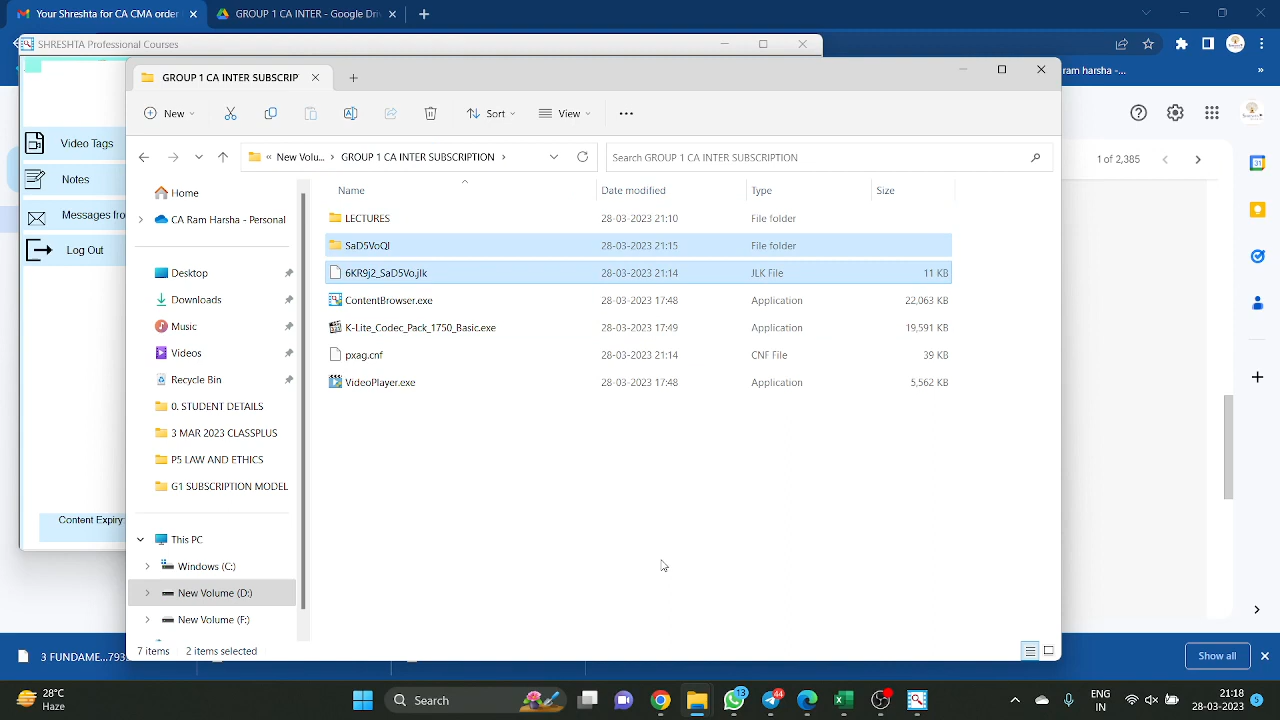 Your Shreshta for CA CMA order
GROUP 1 CA INTER - Google Dri
SHRESHTA Professional Courses
GROUP 1 CA INTER SUBSCRIP
ram harsha -...
»
New
Sort
View
« New Volu... › GROUP 1 CA INTER SUBSCRIPTION ›
Search GROUP 1 CA INTER SUBSCRIPTION
1 of 2,385
Video Tags
Notes
Messages fro
Log Out
Content Expiry:
Home
CA Ram Harsha - Personal
Desktop
Downloads
Music
Videos
Recycle Bin
0. STUDENT DETAILS
3 MAR 2023 CLASSPLUS
P5 LAW AND ETHICS
G1 SUBSCRIPTION MODEL
This PC
Windows (C:)
New Volume (D:)
New Volume (F:)
Name Date modified Type Size
LECTURES 28-03-2023 21:10 File folder
SaD5VoQl 28-03-2023 21:15 File folder
6KR9j2_SaD5Vo.jlk 28-03-2023 21:14 JLK File 11 KB
ContentBrowser.exe 28-03-2023 17:48 Application 22,063 KB
K-Lite_Codec_Pack_1750_Basic.exe 28-03-2023 17:49 Application 19,591 KB
pxag.cnf 28-03-2023 21:14 CNF File 39 KB
VideoPlayer.exe 28-03-2023 17:48 Application 5,562 KB
7 items 2 items selected
3 FUNDAME....793
Show all
28°C
Haze
Search
13
44
ENG
IN
21:18
28-03-2023
5
31